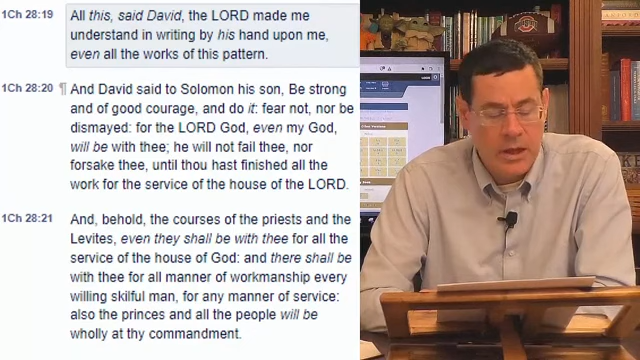 1Ch 28:19 All this, said David, the LORD made me
understand in writing by his hand upon me,
even all the works of this pattern.
1Ch 28:20 ¶ And David said to Solomon his son, Be strong
and of good courage, and do it: fear not, nor be
dismayed: for the LORD God, even my God,
will be with thee; he will not fail thee, nor
forsake thee, until thou hast finished all the
work for the service of the house of the LORD.
1Ch 28:21 And, behold, the courses of the priests and the
Levites, even they shall be with thee for all the
service of the house of God: and there shall be
with thee for all manner of workmanship every
willing skilful man, for any manner of service:
also the princes and all the people will be
wholly at thy commandment.